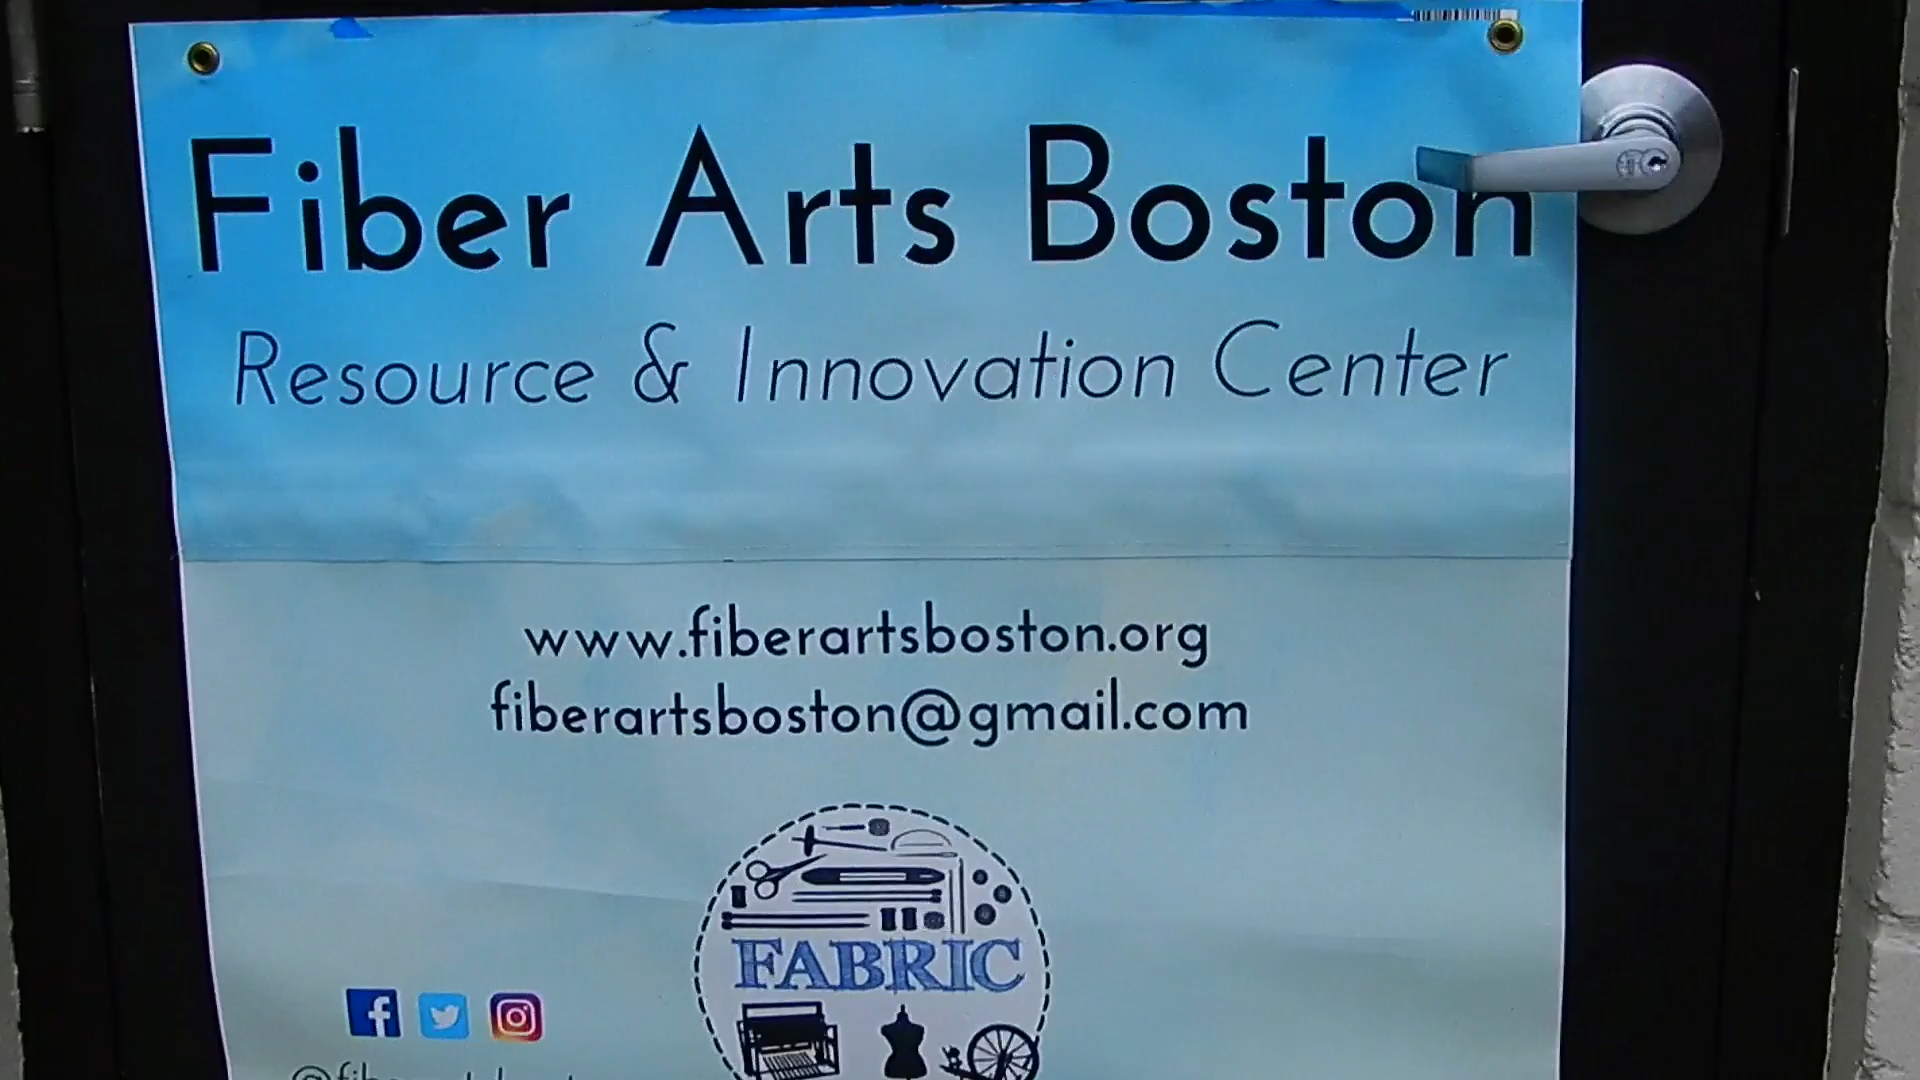 Fiber Arts Boston
Resource & Innovation Center
www.fiberartsboston.org
fiberartsboston@gmail.com
FABRIC